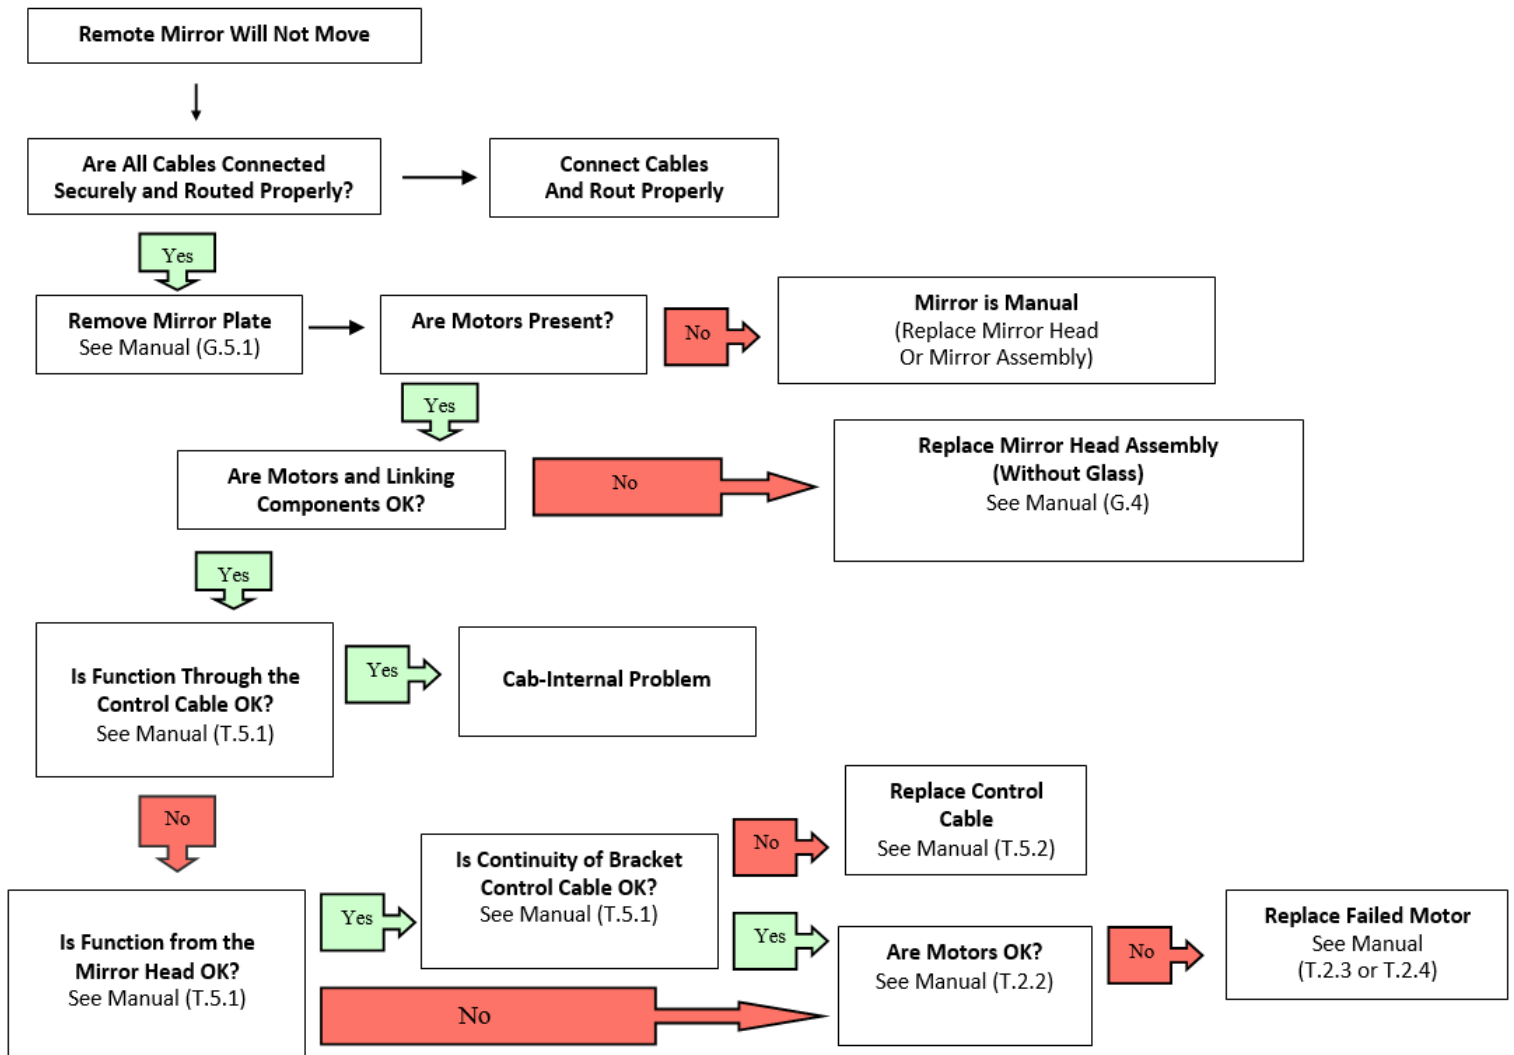 Remote Mirror Will Not Move
Are All Cables Connected
Securely and Routed Properly?
Connect Cables
And Rout Properly
Yes
Remove Mirror Plate
See Manual (G.5.1)
Are Motors Present?
No
Mirror is Manual
(Replace Mirror Head
Or Mirror Assembly)
Yes
Are Motors and Linking
Components OK?
No
Replace Mirror Head Assembly
(Without Glass)
See Manual (G.4)
Yes
Is Function Through the
Control Cable OK?
See Manual (T.5.1)
Yes
Cab-Internal Problem
No
Is Function from the
Mirror Head OK?
See Manual (T.5.1)
Yes
Is Continuity of Bracket
Control Cable OK?
See Manual (T.5.1)
No
Replace Control
Cable
See Manual (T.5.2)
Yes
Are Motors OK?
See Manual (T.2.2)
No
Replace Failed Motor
See Manual
(T.2.3 or T.2.4)
No